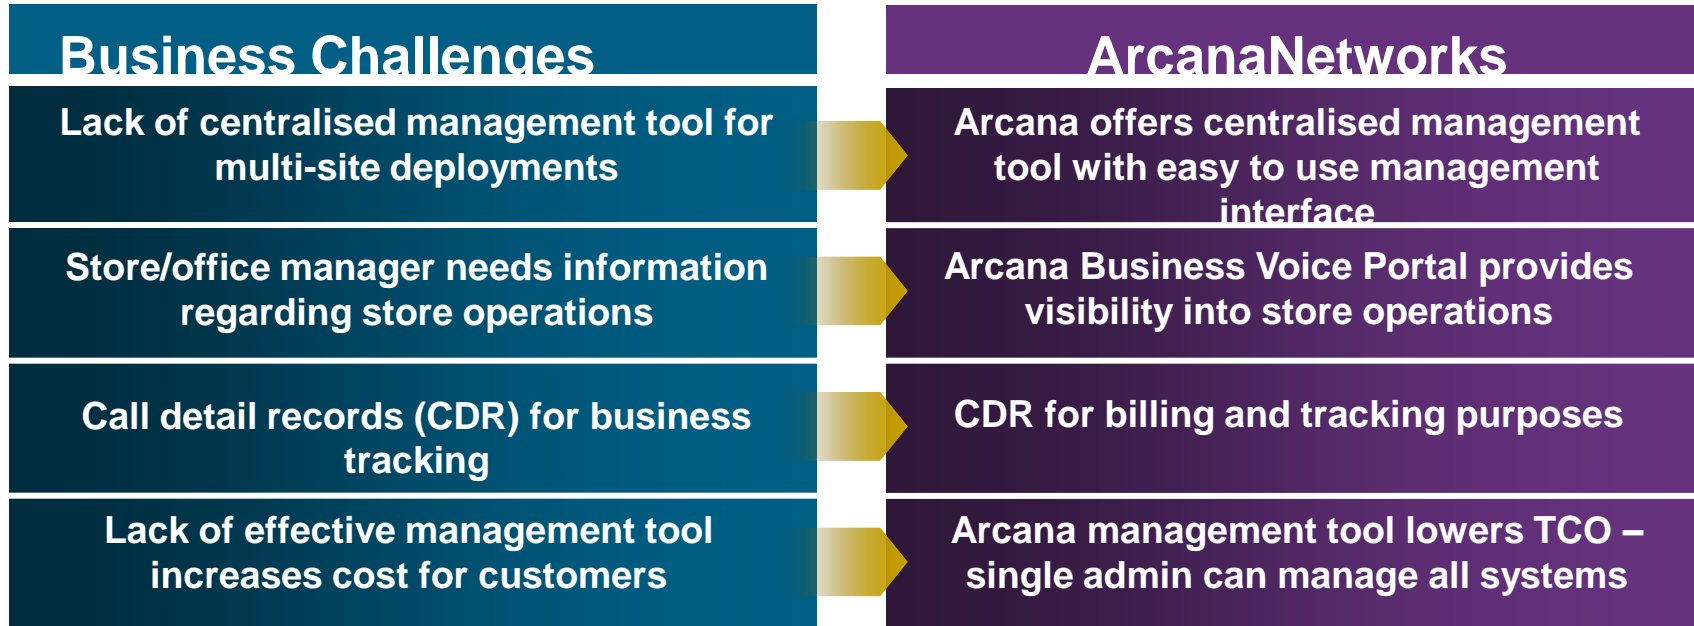 Business Challenges
ArcanaNetworks
Lack of centralised management tool for
multi-site deployments
Arcana offers centralised management
tool with easy to use management
interface
Store/office manager needs information
regarding store operations
Arcana Business Voice Portal provides
visibility into store operations
Call detail records (CDR) for business
tracking
CDR for billing and tracking purposes
Lack of effective management tool
increases cost for customers
Arcana management tool lowers TCO –
single admin can manage all systems